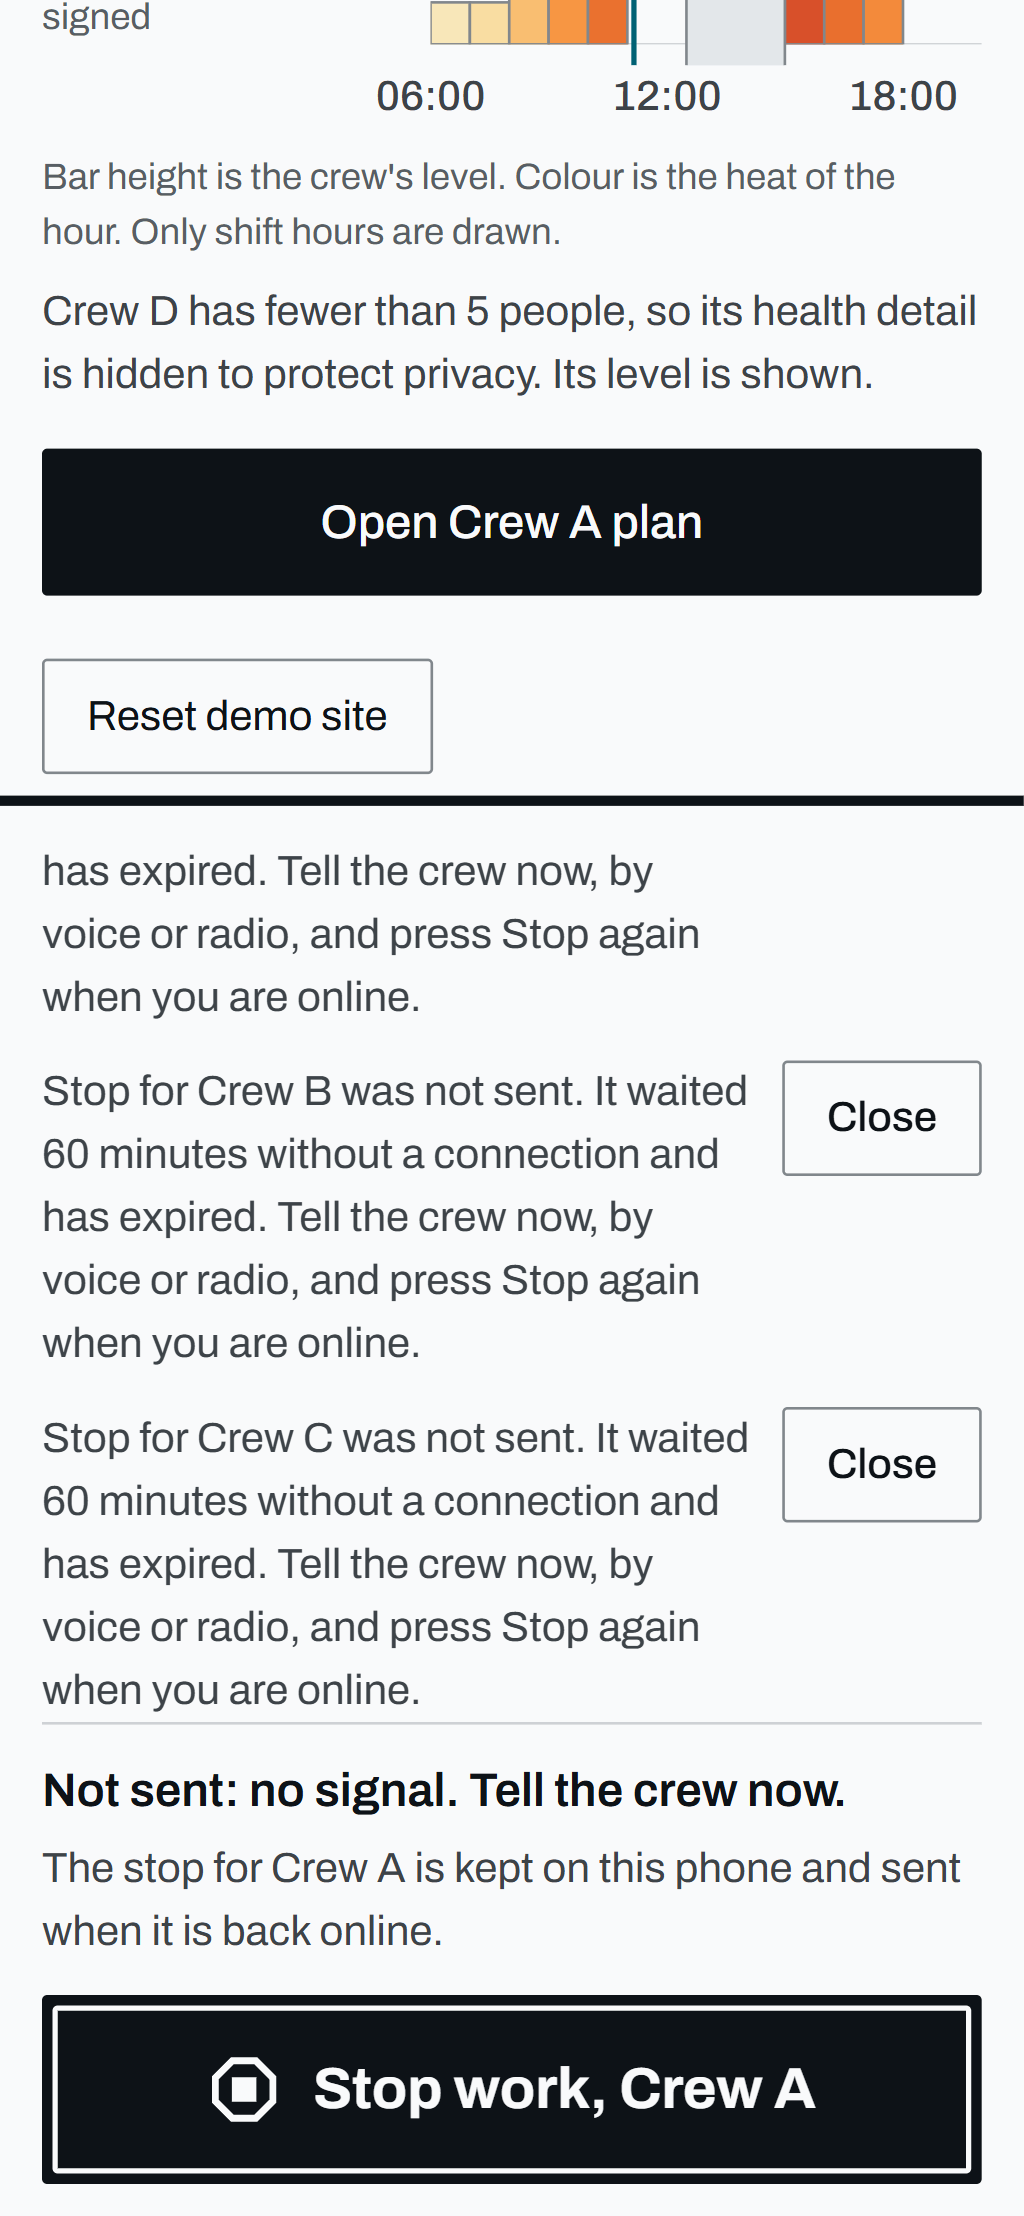 signed
06:00 12:00 18:00
Bar height is the crew's level. Colour is the heat of the
hour. Only shift hours are drawn.
Crew D has fewer than 5 people, so its health detail
is hidden to protect privacy. Its level is shown.
Open Crew A plan
Reset demo site
has expired. Tell the crew now, by
voice or radio, and press Stop again
when you are online.
Stop for Crew B was not sent. It waited
60 minutes without a connection and
has expired. Tell the crew now, by
voice or radio, and press Stop again
when you are online.
Close
Stop for Crew C was not sent. It waited
60 minutes without a connection and
has expired. Tell the crew now, by
voice or radio, and press Stop again
when you are online.
Close
Not sent: no signal. Tell the crew now.
The stop for Crew A is kept on this phone and sent
when it is back online.
Stop work, Crew A